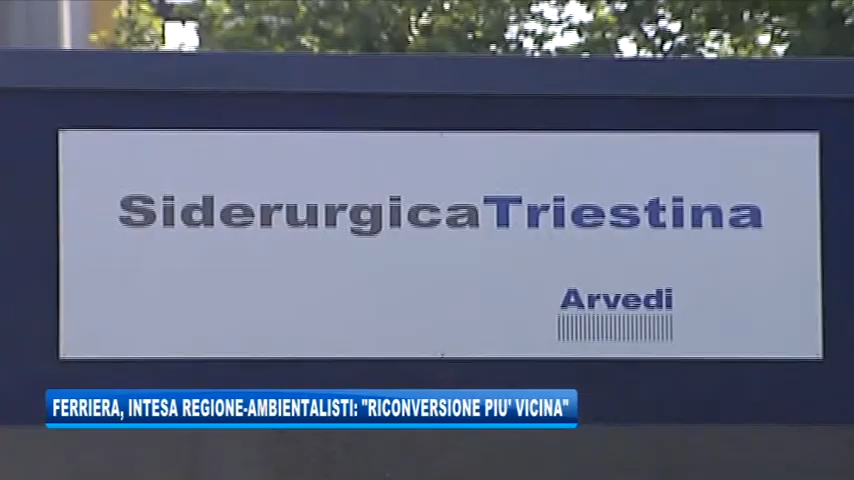 SiderurgicaTriestina
Arvedi
FERRIERA, INTESA REGIONE-AMBIENTALISTI: "RICONVERSIONE PIU' VICINA"